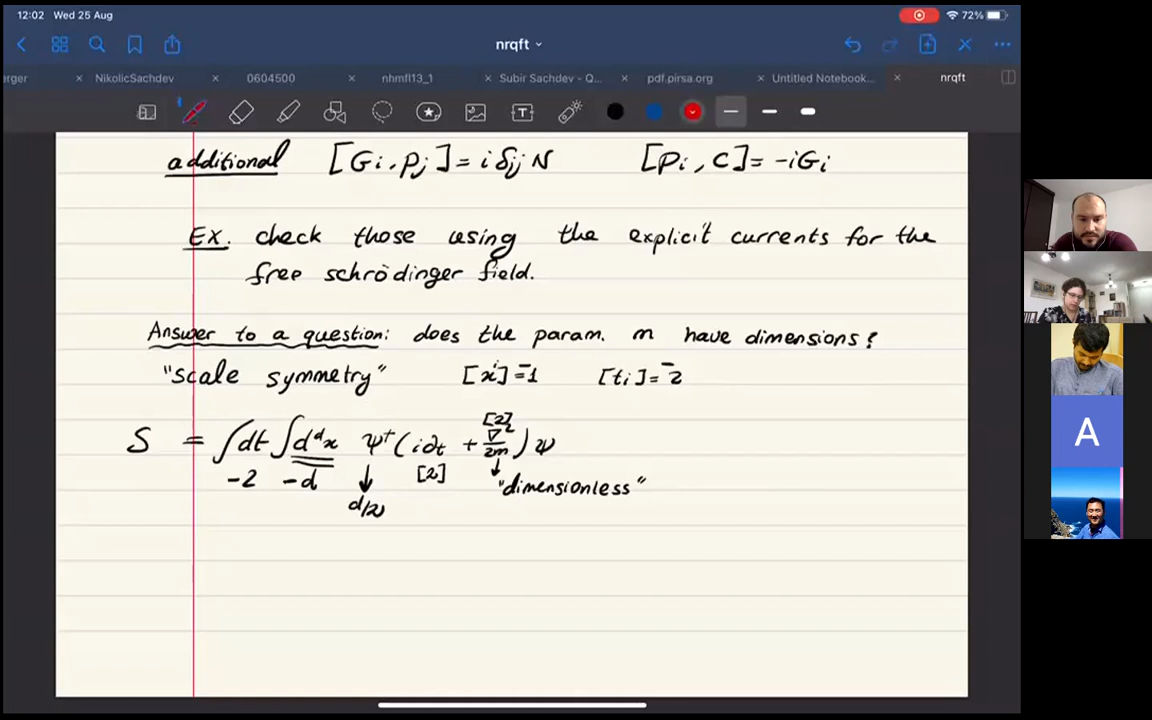 12:02 Wed 25 Aug
72%
nrqft
erger
NikolicSachdev
0604500
nhmfl13_1
Subir Sachdev - Q...
pdf.pirsa.org
Untitled Notebook...
nrqft
additional [Gi, Pj] = i δij N [Pi, C] = -iGi
EX. check those using the explicit currents for the
free schrödinger field.
Answer to a question: does the param. m have dimensions?
"scale symmetry" [xⁱ] = -1 [ti] = -2
S = ∫dt ∫dᵈx ψ† (i∂t + ∇²/2m) ψ
[2]
-2 -d [2] "dimensionless"
d/2
A